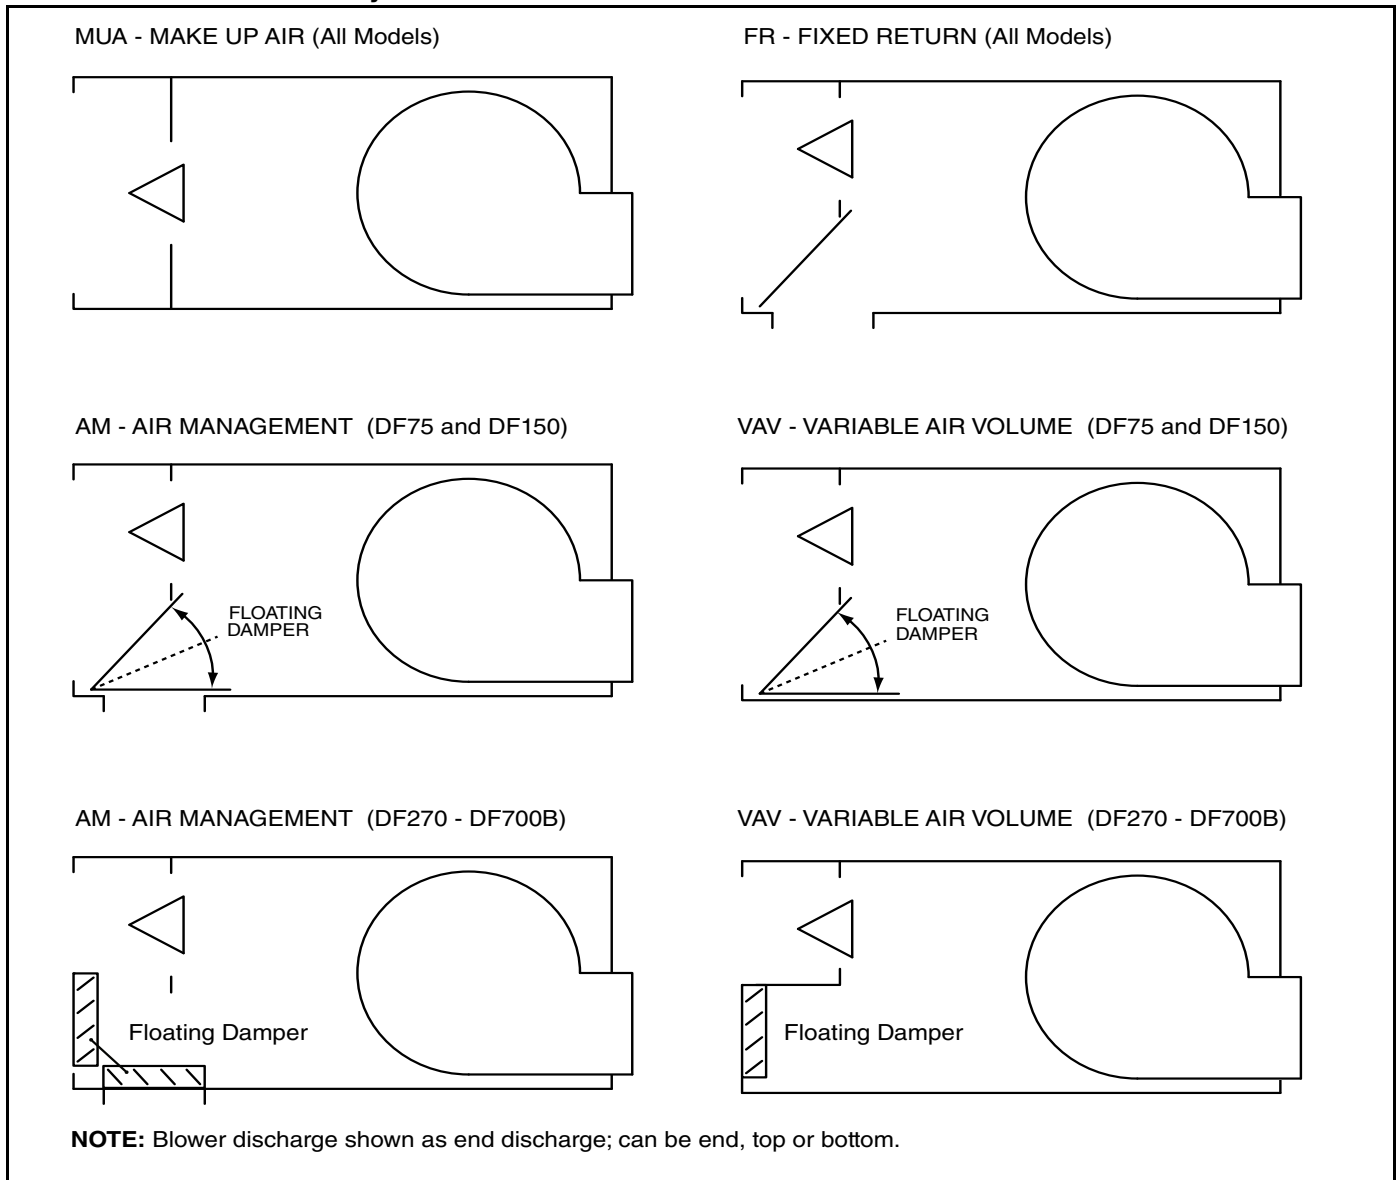 MUA - MAKE UP AIR (All Models)
FR - FIXED RETURN (All Models)
AM - AIR MANAGEMENT (DF75 and DF150)
VAV - VARIABLE AIR VOLUME (DF75 and DF150)
FLOATING
DAMPER
FLOATING
DAMPER
AM - AIR MANAGEMENT (DF270 - DF700B)
VAV - VARIABLE AIR VOLUME (DF270 - DF700B)
Floating Damper
Floating Damper
NOTE: Blower discharge shown as end discharge; can be end, top or bottom.